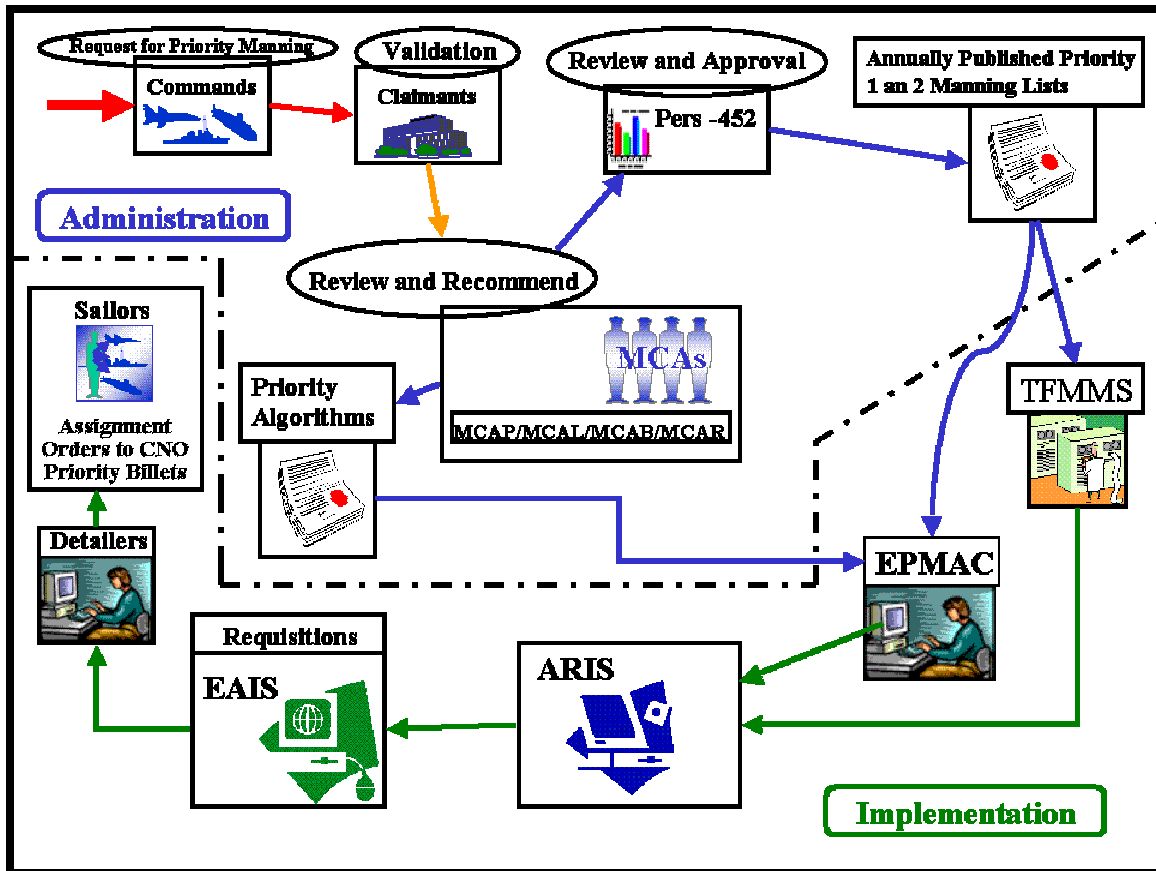 Request for Priority Manning
Commands
Validation
Claimants
Review and Approval
Pers -452
Annually Published Priority
1 an 2 Manning Lists
Administration
Review and Recommend
MCAs
MCAP/MCAL/MCAB/MCAR
Priority
Algorithms
Sailors
Assignment
Orders to CNO
Priority Billets
TFMMS
Detailers
EPMAC
Requisitions
EAIS
ARIS
Implementation